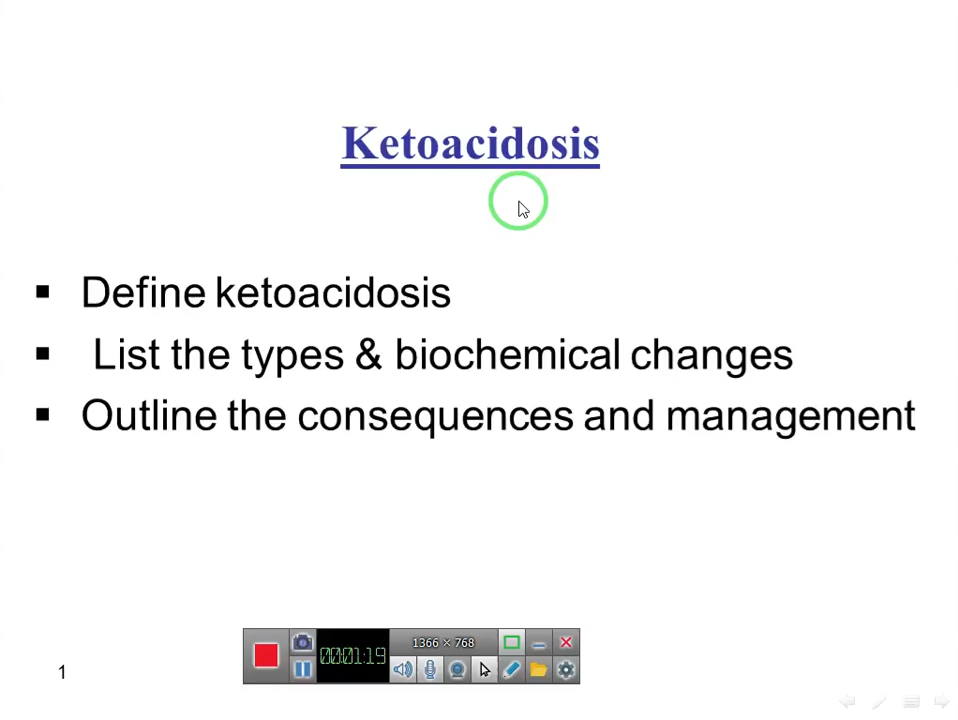 Ketoacidosis
▪ Define ketoacidosis
▪ List the types & biochemical changes
▪ Outline the consequences and management
1366 × 768
00:01:19
1